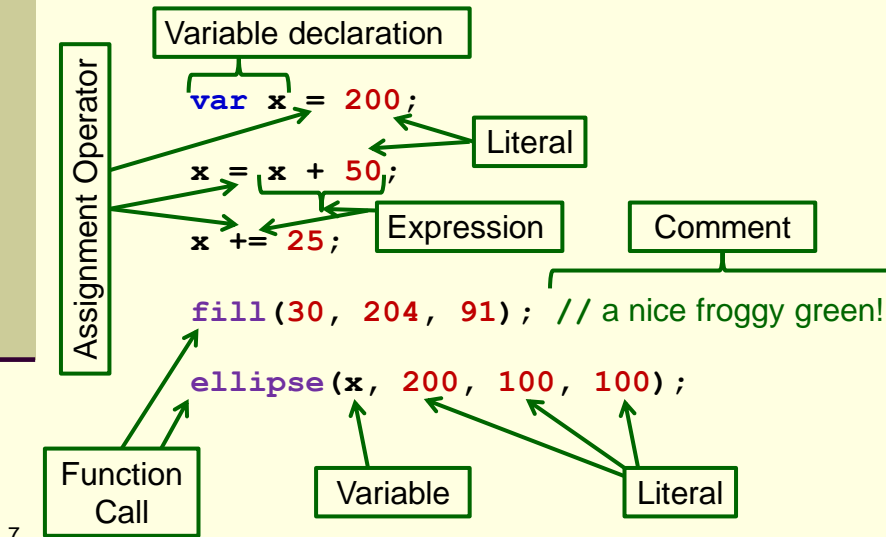 Variable declaration
Assignment Operator
var x = 200;
Literal
x = x + 50;
Expression
Comment
x += 25;
fill(30, 204, 91); // a nice froggy green!
ellipse(x, 200, 100, 100);
Function
Call
Variable
Literal
7